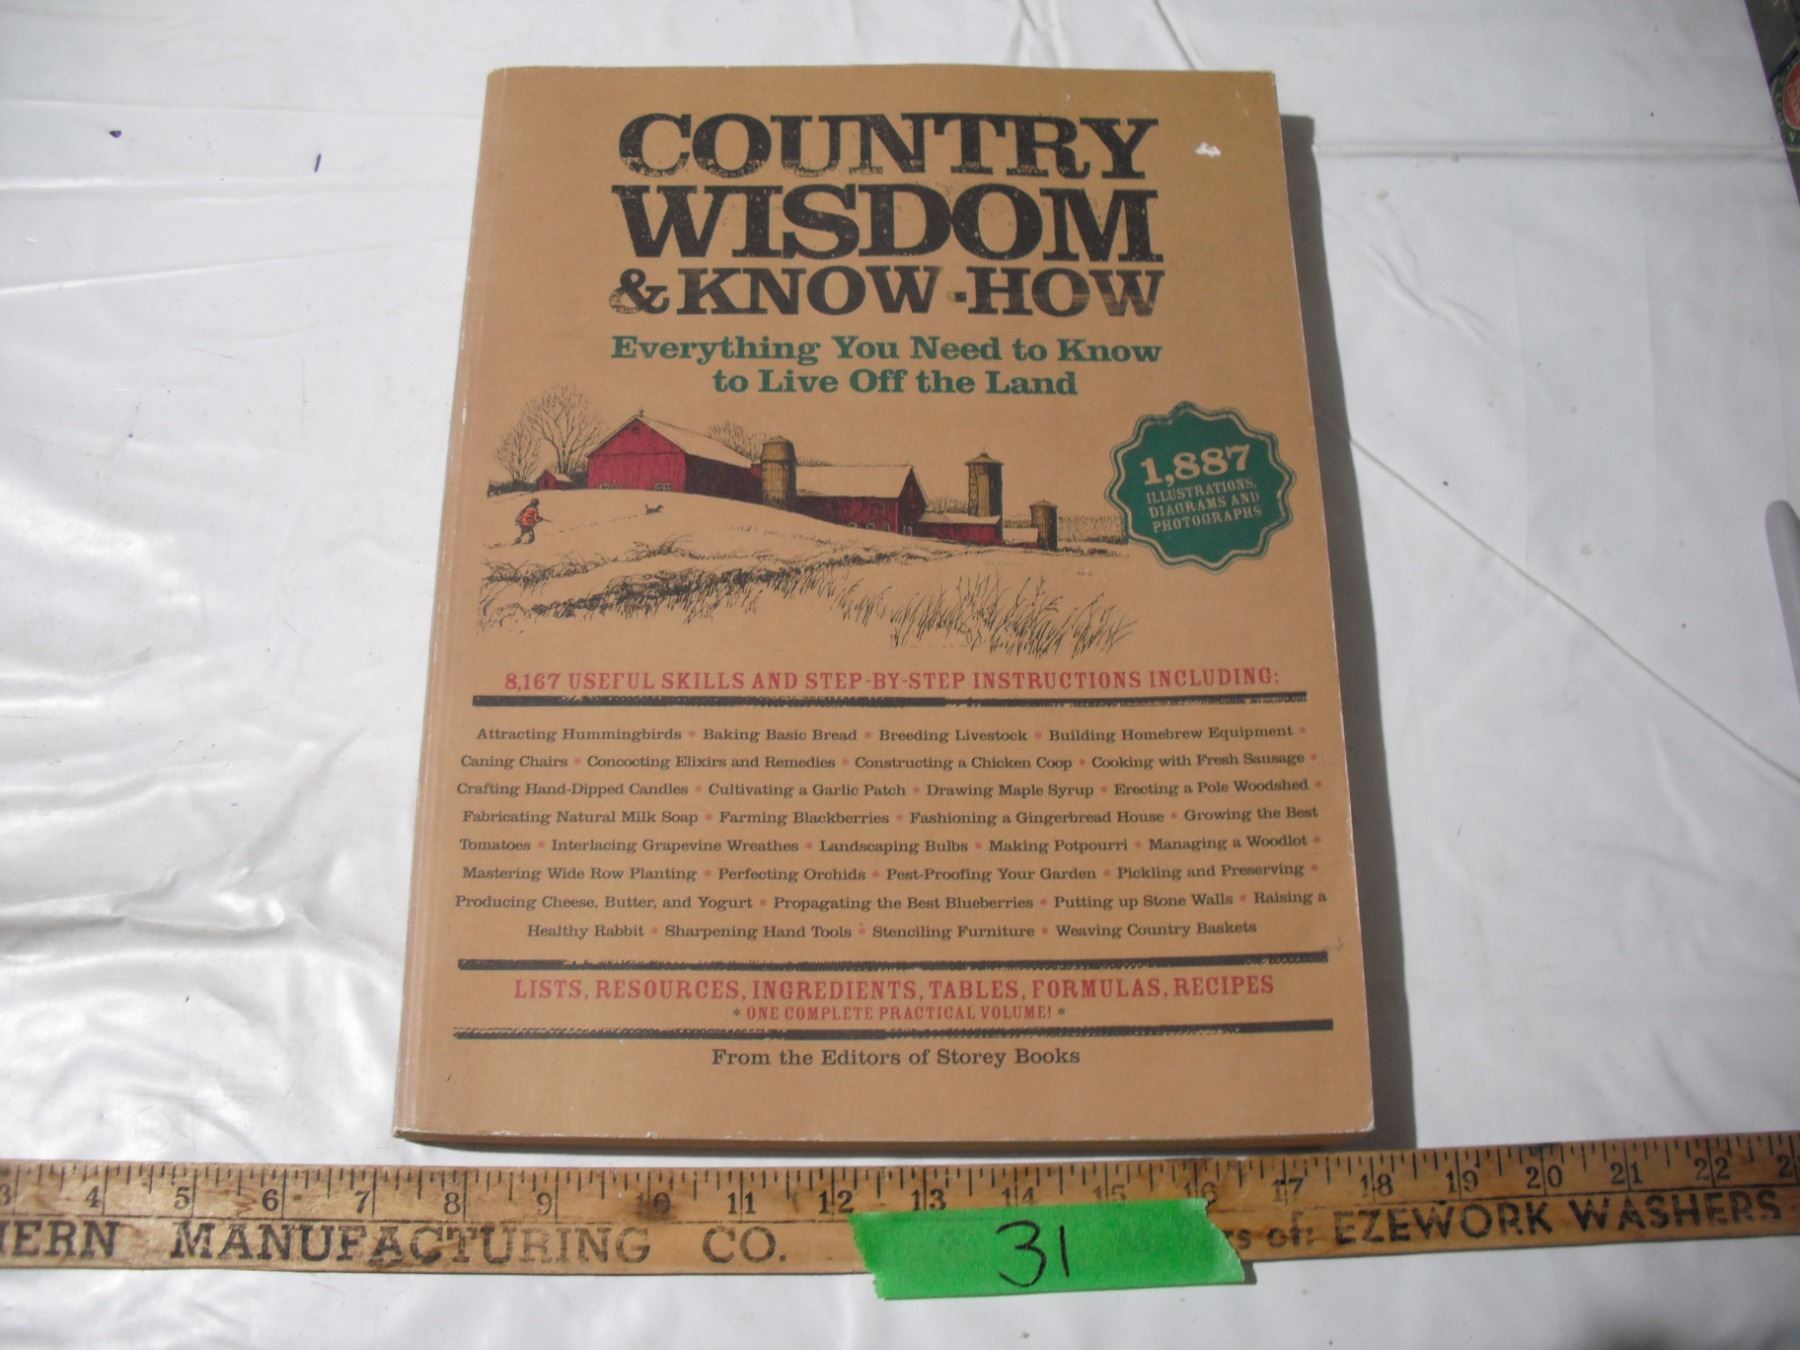 COUNTRY
WISDOM
& KNOW-HOW
Everything You Need to Know
to Live Off the Land
1,887
ILLUSTRATIONS,
DIAGRAMS AND
PHOTOGRAPHS
8,167 USEFUL SKILLS AND STEP-BY-STEP INSTRUCTIONS INCLUDING:
Attracting Hummingbirds * Baking Basic Bread * Breeding Livestock * Building Homebrew Equipment *
Caning Chairs * Concocting Elixirs and Remedies * Constructing a Chicken Coop * Cooking with Fresh Sausage *
Crafting Hand-Dipped Candles * Cultivating a Garlic Patch * Drawing Maple Syrup * Erecting a Pole Woodshed *
Fabricating Natural Milk Soap * Farming Blackberries * Fashioning a Gingerbread House * Growing the Best
Tomatoes * Interlacing Grapevine Wreathes * Landscaping Bulbs * Making Potpourri * Managing a Woodlot *
Mastering Wide Row Planting * Perfecting Orchids * Pest-Proofing Your Garden * Pickling and Preserving *
Producing Cheese, Butter, and Yogurt * Propagating the Best Blueberries * Putting up Stone Walls * Raising a
Healthy Rabbit * Sharpening Hand Tools * Stenciling Furniture * Weaving Country Baskets
LISTS, RESOURCES, INGREDIENTS, TABLES, FORMULAS, RECIPES
* ONE COMPLETE PRACTICAL VOLUME! *
From the Editors of Storey Books
3 4 5 6 7 8 9 10 11 12 13 14 15 16 17 18 19 20 21 22
ERN MANUFACTURING CO. rs of: EZEWORK WASHERS
31